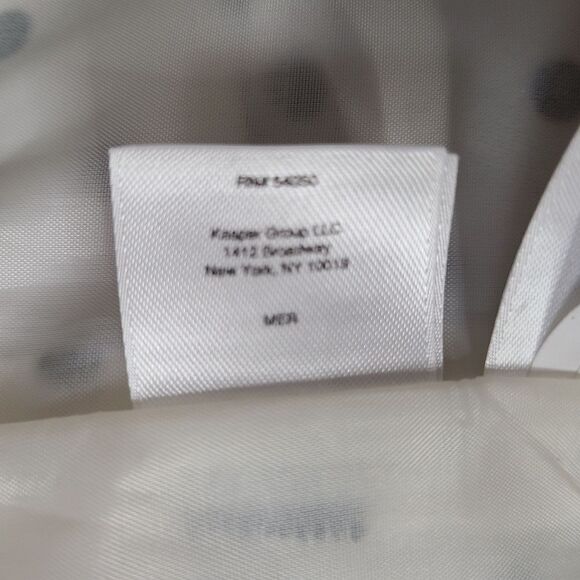 RN# 54050
Kasper Group LLC
1412 Broadway
New York, NY 10018
MER